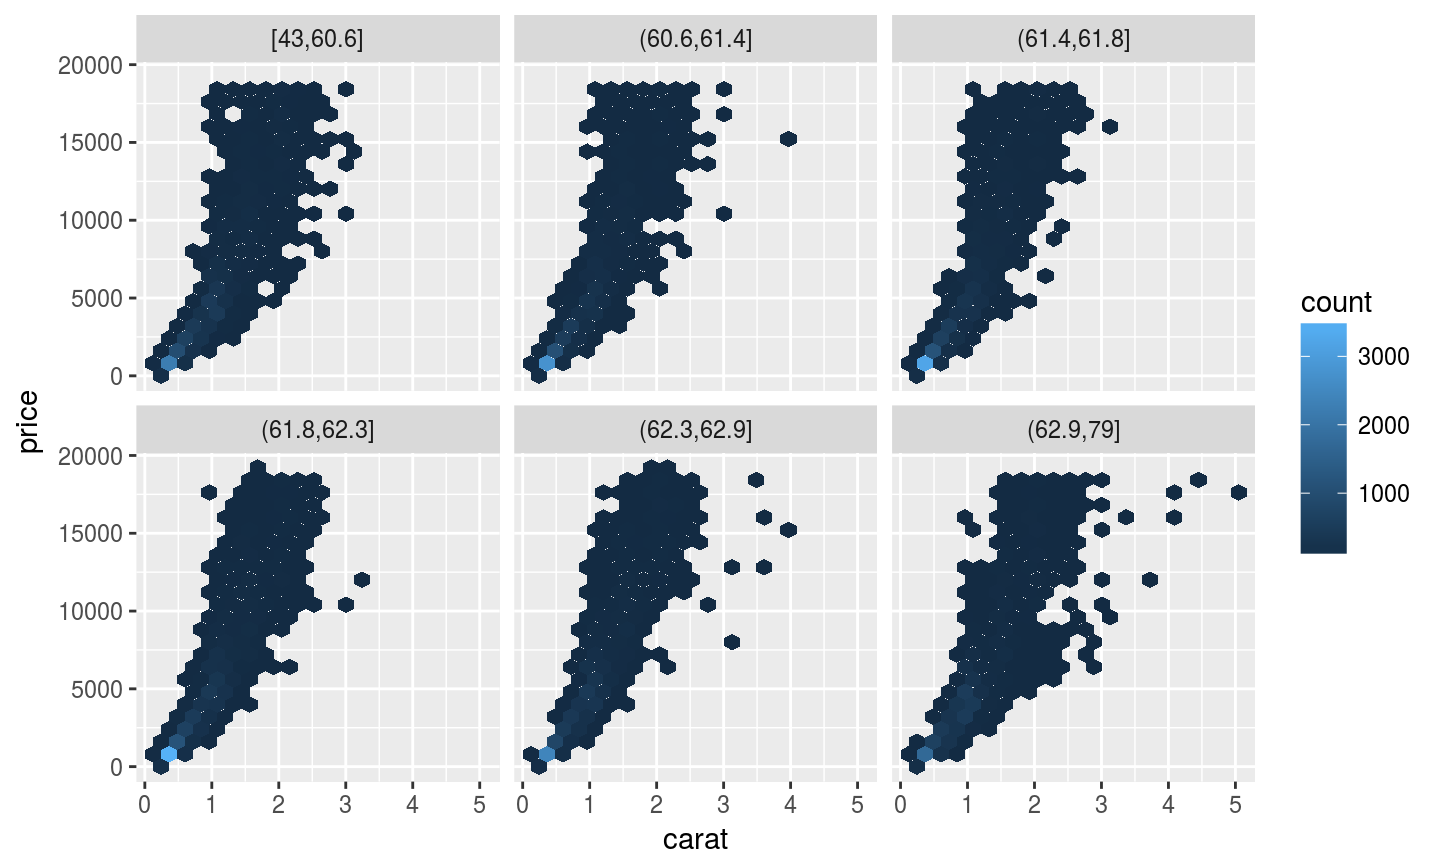 [43,60.6] (60.6,61.4] (61.4,61.8]
20000
15000
10000
5000
0
(61.8,62.3] (62.3,62.9] (62.9,79]
20000
15000
10000
5000
0
0 1 2 3 4 5 0 1 2 3 4 5 0 1 2 3 4 5
carat
price
count
3000
2000
1000